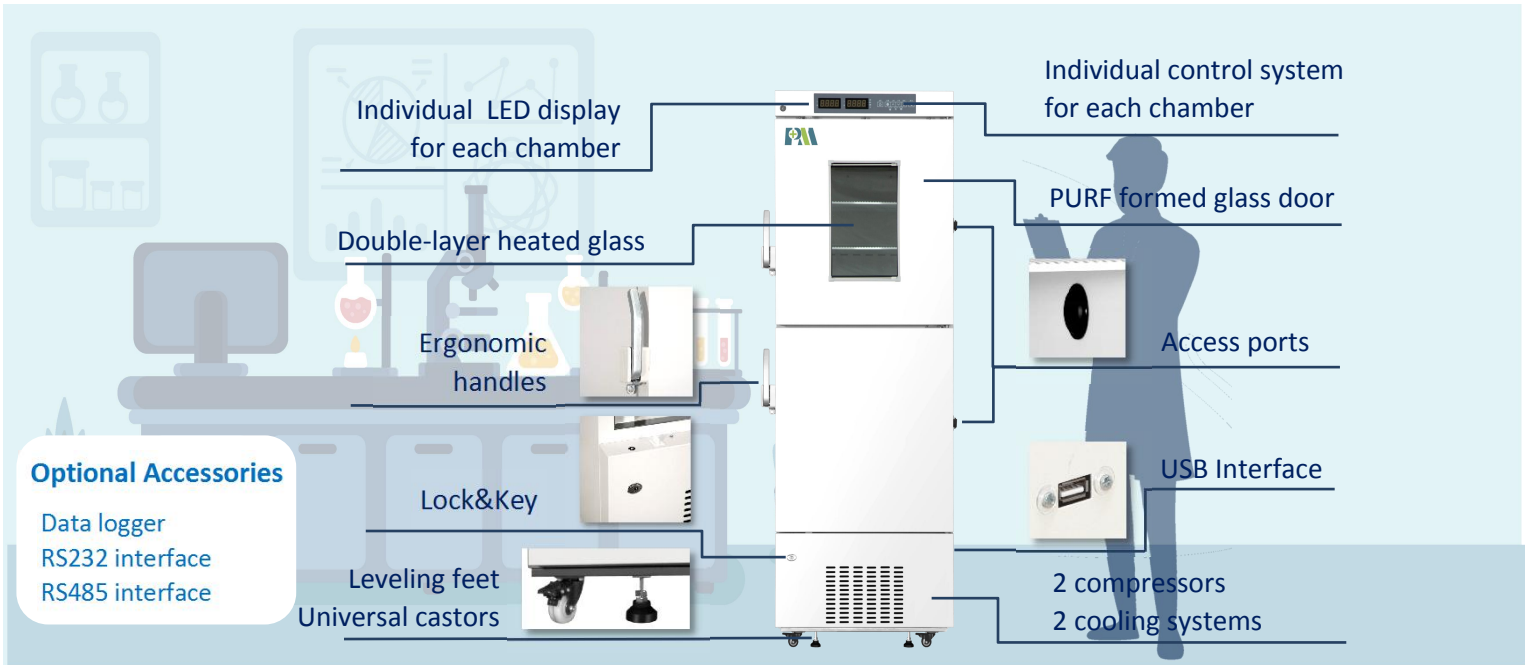 Individual LED display
for each chamber
Individual control system
for each chamber
PM
PURF formed glass door
Double-layer heated glass
Ergonomic
handles
Access ports
Optional Accessories
Data logger
RS232 interface
RS485 interface
Lock&Key
USB Interface
Leveling feet
Universal castors
2 compressors
2 cooling systems